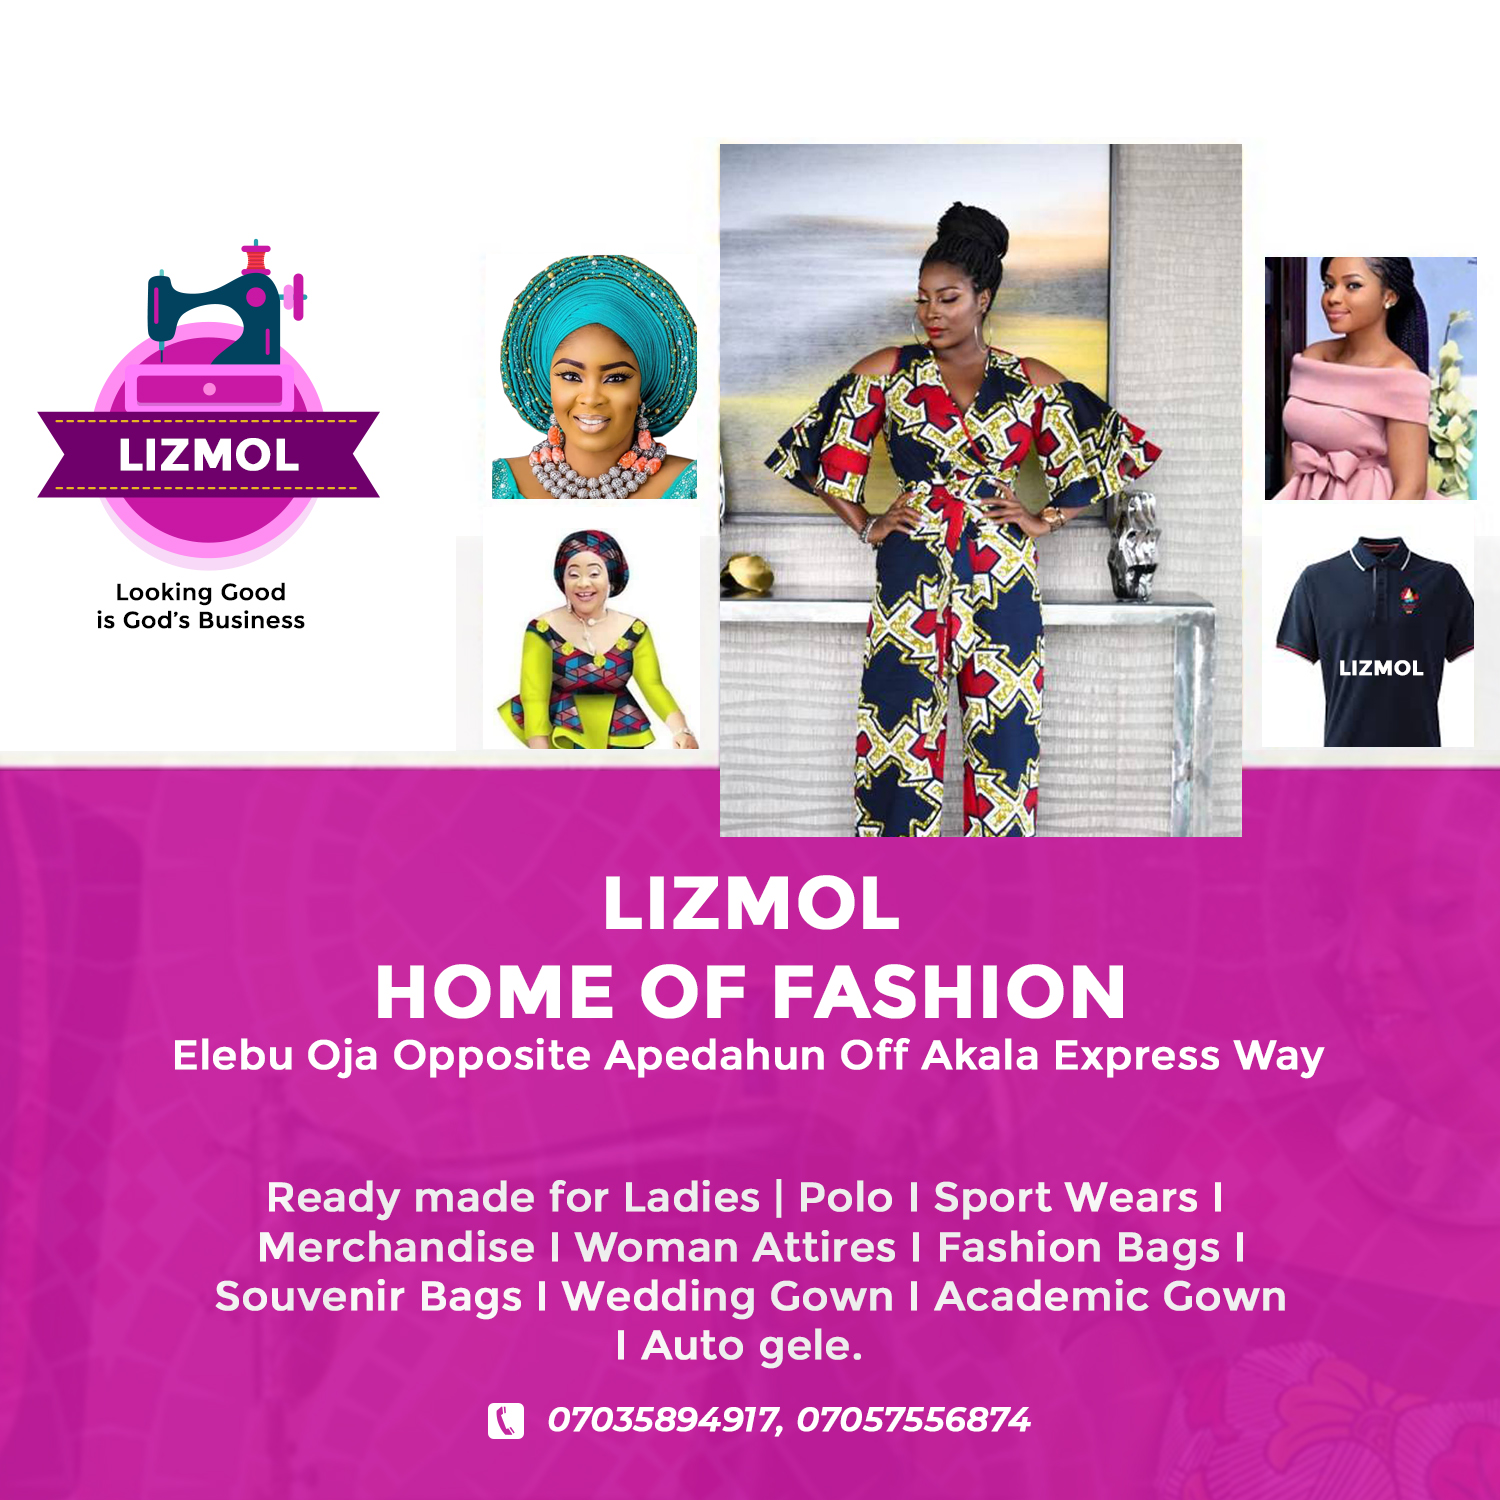 LIZMOL
Looking Good
is God's Business
LIZMOL
LIZMOL
HOME OF FASHION
Elebu Oja Opposite Apedahun Off Akala Express Way
Ready made for Ladies | Polo I Sport Wears I
Merchandise I Woman Attires I Fashion Bags I
Souvenir Bags I Wedding Gown I Academic Gown
I Auto gele.
07035894917, 07057556874